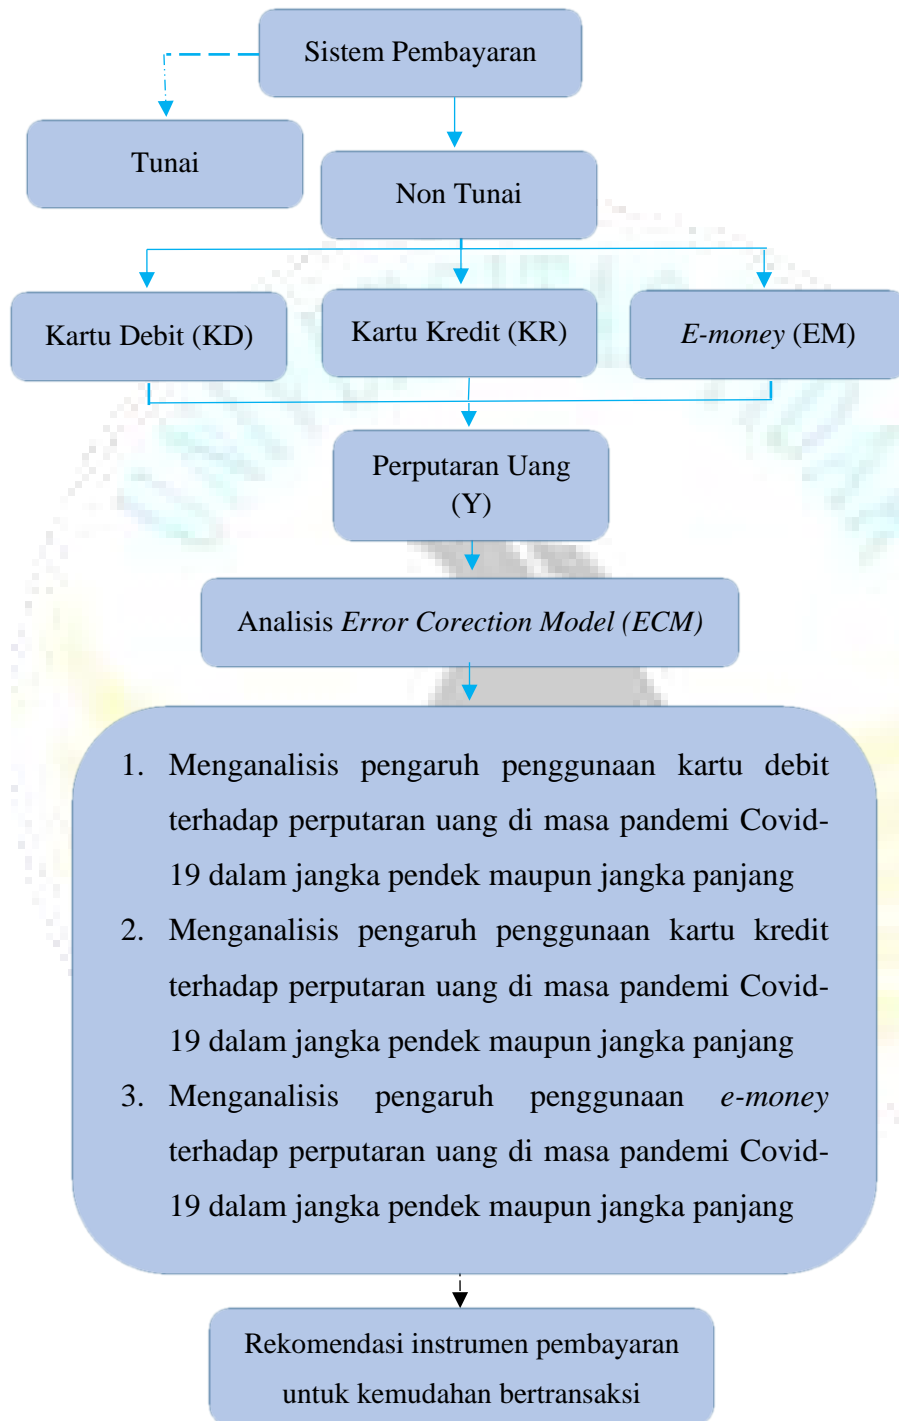 Sistem Pembayaran
Tunai
Non Tunai
Kartu Debit (KD)
Kartu Kredit (KR)
E-money (EM)
Perputaran Uang
(Y)
Analisis Error Corection Model (ECM)
1. Menganalisis pengaruh penggunaan kartu debit
terhadap perputaran uang di masa pandemi Covid-
19 dalam jangka pendek maupun jangka panjang
2. Menganalisis pengaruh penggunaan kartu kredit
terhadap perputaran uang di masa pandemi Covid-
19 dalam jangka pendek maupun jangka panjang
3. Menganalisis pengaruh penggunaan e-money
terhadap perputaran uang di masa pandemi Covid-
19 dalam jangka pendek maupun jangka panjang
Rekomendasi instrumen pembayaran
untuk kemudahan bertransaksi